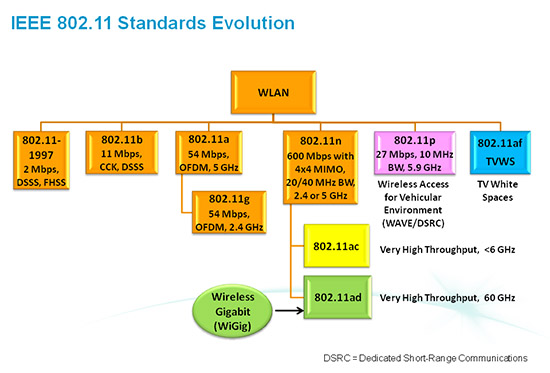 IEEE 802.11 Standards Evolution
WLAN
802.11-
1997
2 Mbps,
DSSS, FHSS
802.11b
11 Mbps,
CCK, DSSS
802.11a
54 Mbps,
OFDM, 5 GHz
802.11g
54 Mbps,
OFDM, 2.4 GHz
802.11n
600 Mbps with
4x4 MIMO,
20/40 MHz BW,
2.4 or 5 GHz
802.11p
27 Mbps, 10 MHz
BW, 5.9 GHz
Wireless Access
for Vehicular
Environment
(WAVE/DSRC)
802.11af
TVWS
TV White
Spaces
802.11ac
Very High Throughput, <6 GHz
Wireless
Gigabit
(WiGig)
802.11ad
Very High Throughput, 60 GHz
DSRC = Dedicated Short-Range Communications